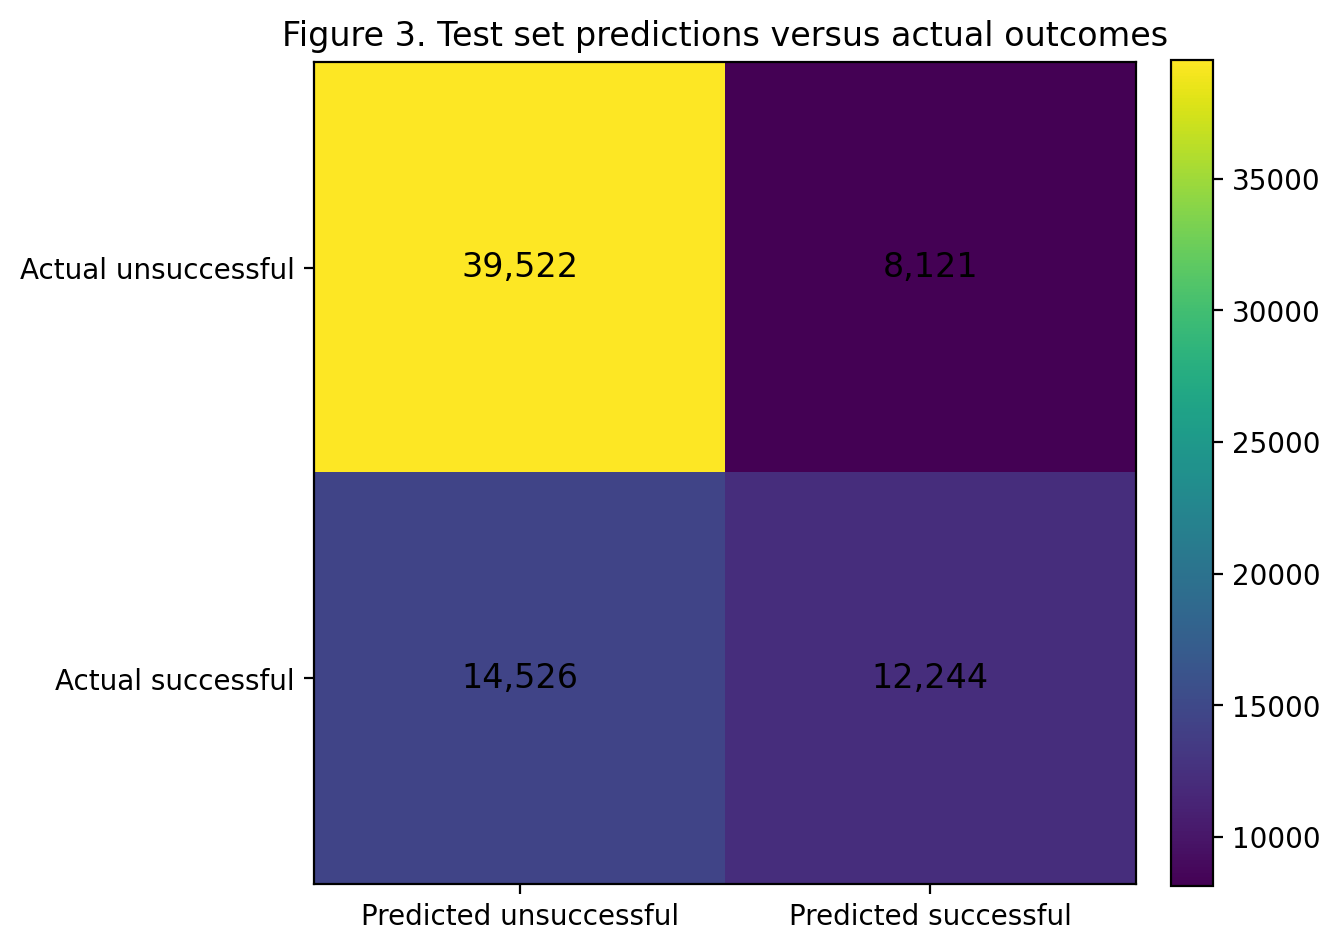 Figure 3. Test set predictions versus actual outcomes
Actual unsuccessful
39,522
8,121
Actual successful
14,526
12,244
Predicted unsuccessful
Predicted successful
35000
30000
25000
20000
15000
10000